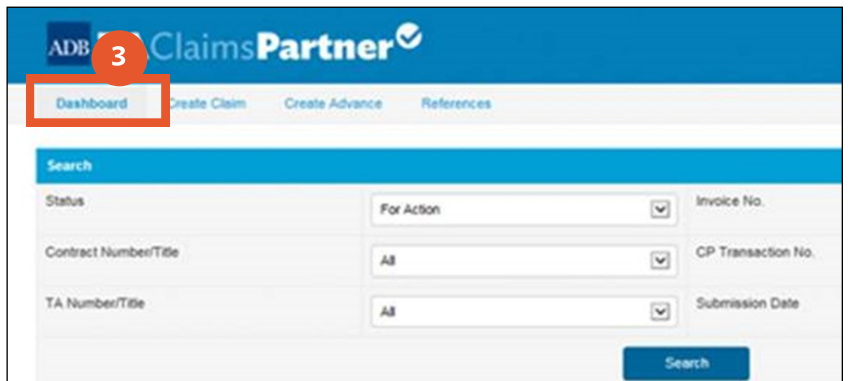 ADB
3
A ClaimsPartner
Dashboard Create Claim Create Advance References
Search
Status For Action Invoice No.
Contract Number/Title All CP Transaction No.
TA Number/Title All Submission Date
Search